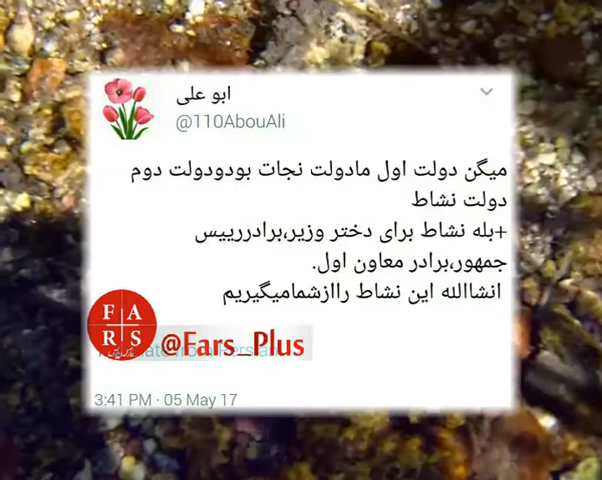 ابو علی
@110AbouAli
میگن دولت اول مادولت نجات بودودولت دوم
دولت نشاط
+بله نشاط برای دختر وزیر،برادررییس
جمهور،برادر معاون اول.
انشاالله این نشاط راازشمامیگیریم
FARS
@Fars_Plus
3:41 PM · 05 May 17